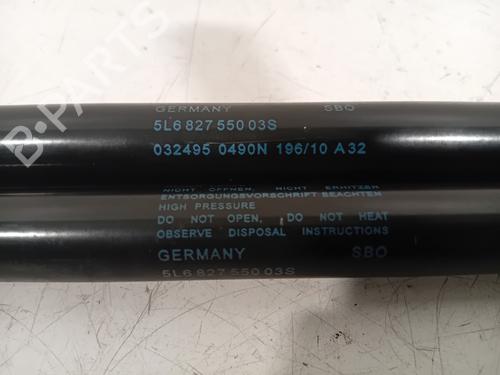 B-PARTS
GERMANY SBO
5L6 827 550 03S
032495 0490N 196/10 A32
NICHT ÖFFNEN, NICHT ERHITZEN
ENTSORGUNGSVORSCHRIFT BEACHTEN
HIGH PRESSURE
DO NOT OPEN, DO NOT HEAT
OBSERVE DISPOSAL INSTRUCTIONS
GERMANY SBO
5L6 827 550 03S